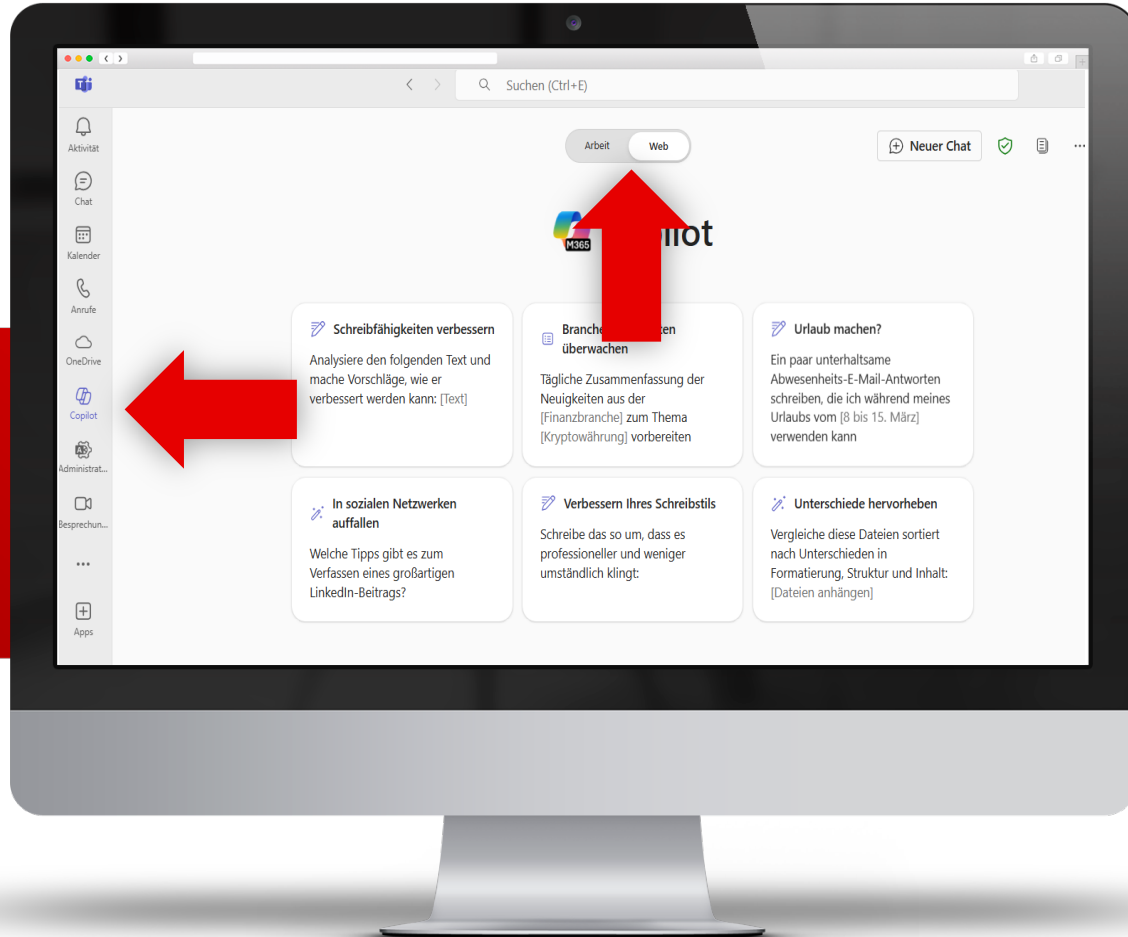 Suchen (Ctrl+E)
Aktivität
Chat
Kalender
Anrufe
OneDrive
Copilot
Administrat...
Besprechun...
Apps
Arbeit
Web
Neuer Chat
M365
Schreibfähigkeiten verbessern
Analysiere den folgenden Text und
mache Vorschläge, wie er
verbessert werden kann: [Text]
überwachen
Tägliche Zusammenfassung der
Neuigkeiten aus der
[Finanzbranche] zum Thema
[Kryptowährung] vorbereiten
Urlaub machen?
Ein paar unterhaltsame
Abwesenheits-E-Mail-Antworten
schreiben, die ich während meines
Urlaubs vom [8 bis 15. März]
verwenden kann
In sozialen Netzwerken
auffallen
Welche Tipps gibt es zum
Verfassen eines großartigen
LinkedIn-Beitrags?
Verbessern Ihres Schreibstils
Schreibe das so um, dass es
professioneller und weniger
umständlich klingt:
Unterschiede hervorheben
Vergleiche diese Dateien sortiert
nach Unterschieden in
Formatierung, Struktur und Inhalt:
[Dateien anhängen]